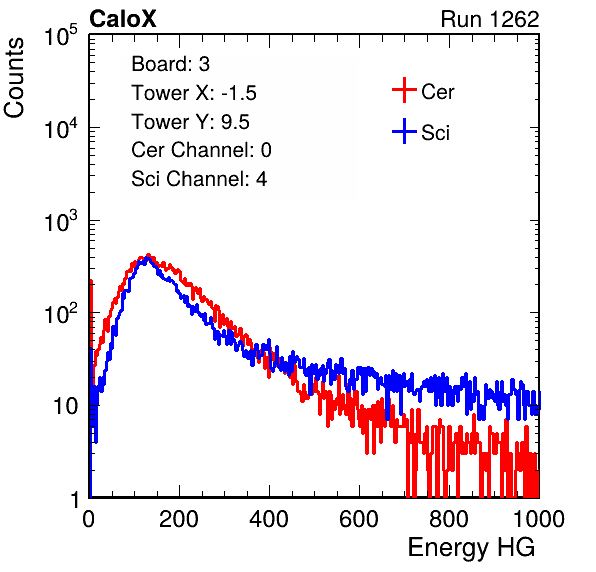 CaloX Run 1262
Counts
Board: 3
Tower X: -1.5
Tower Y: 9.5
Cer Channel: 0
Sci Channel: 4
Cer
Sci
10^5
10^4
10^3
10^2
10
1
0 200 400 600 800 1000
Energy HG